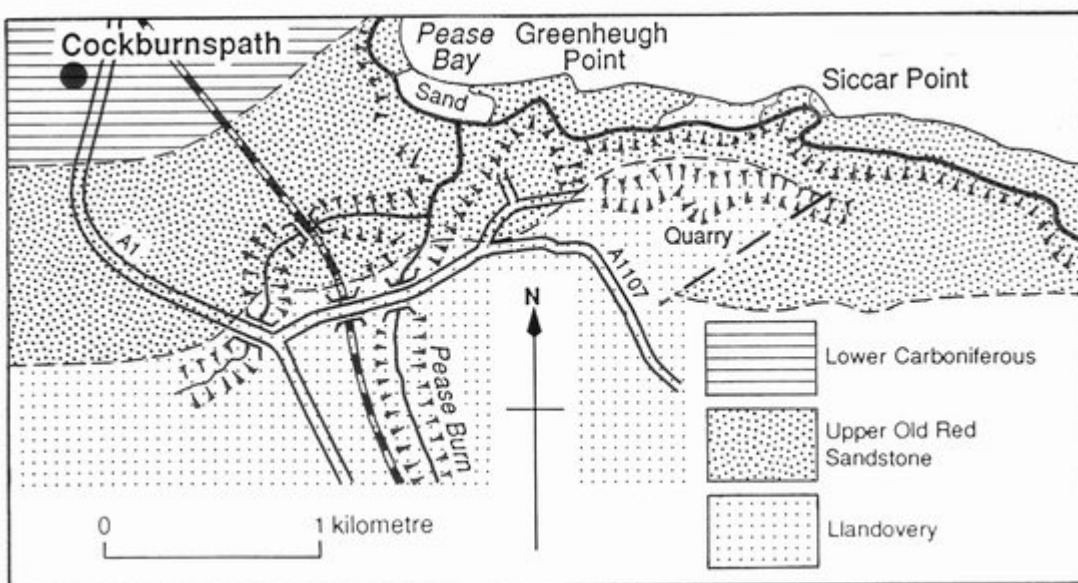 Cockburnspath
Pease
Bay
Greenheugh
Point
Siccar Point
Sand
A1
Quarry
A1107
N
Pease Burn
Lower Carboniferous
Upper Old Red
Sandstone
Llandovery
0 1 kilometre